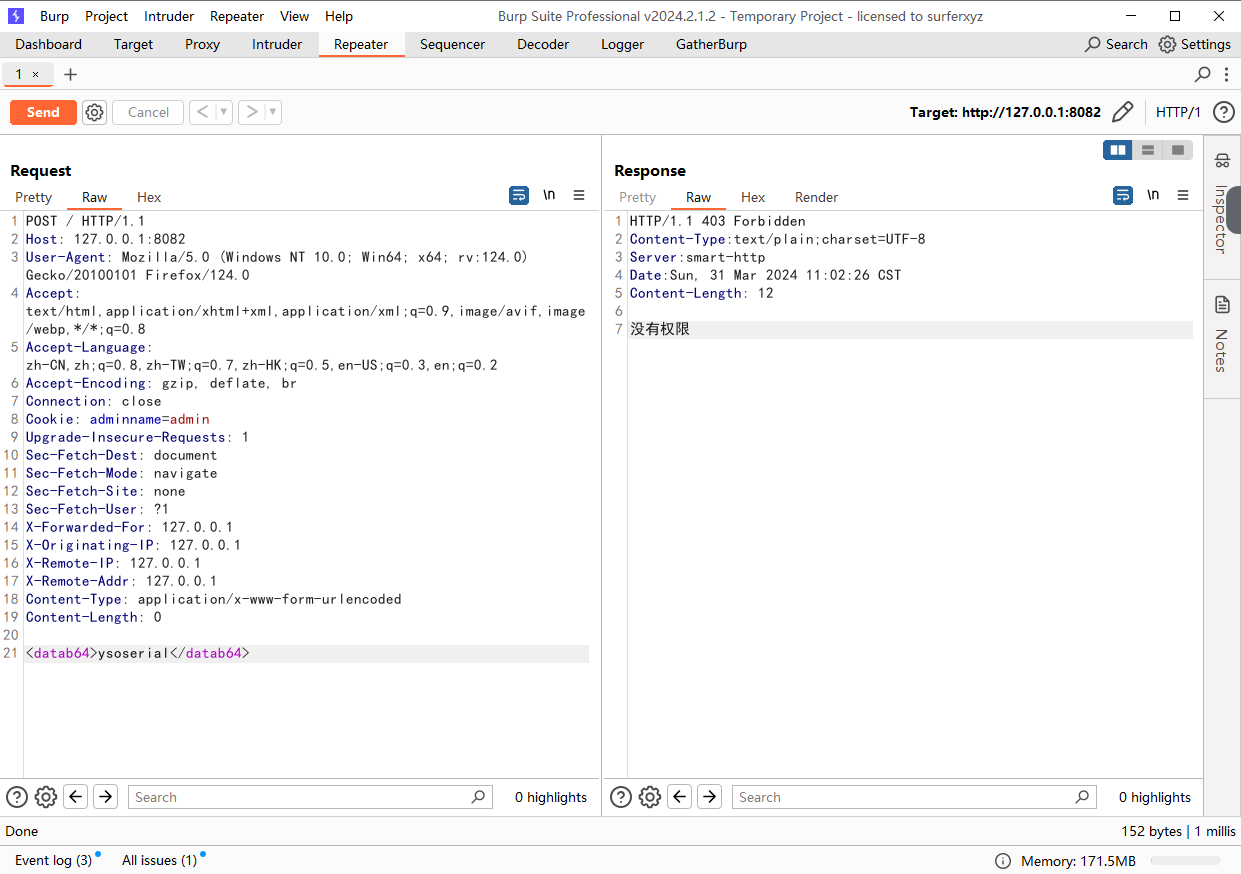 Burp Project Intruder Repeater View Help Burp Suite Professional v2024.2.1.2 - Temporary Project - licensed to surferxyz
Dashboard Target Proxy Intruder Repeater Sequencer Decoder Logger GatherBurp Search Settings
1 × +
Send Cancel < > Target: http://127.0.0.1:8082 HTTP/1 ?
Request
Pretty Raw Hex \n
1 POST / HTTP/1.1
2 Host: 127.0.0.1:8082
3 User-Agent: Mozilla/5.0 (Windows NT 10.0; Win64; x64; rv:124.0)
Gecko/20100101 Firefox/124.0
4 Accept:
text/html,application/xhtml+xml,application/xml;q=0.9,image/avif,image
/webp,*/*;q=0.8
5 Accept-Language:
zh-CN,zh;q=0.8,zh-TW;q=0.7,zh-HK;q=0.5,en-US;q=0.3,en;q=0.2
6 Accept-Encoding: gzip, deflate, br
7 Connection: close
8 Cookie: adminname=admin
9 Upgrade-Insecure-Requests: 1
10 Sec-Fetch-Dest: document
11 Sec-Fetch-Mode: navigate
12 Sec-Fetch-Site: none
13 Sec-Fetch-User: ?1
14 X-Forwarded-For: 127.0.0.1
15 X-Originating-IP: 127.0.0.1
16 X-Remote-IP: 127.0.0.1
17 X-Remote-Addr: 127.0.0.1
18 Content-Type: application/x-www-form-urlencoded
19 Content-Length: 0
20
21 <datab64>ysoserial</datab64>
? Search 0 highlights
Response
Pretty Raw Hex Render \n
1 HTTP/1.1 403 Forbidden
2 Content-Type:text/plain;charset=UTF-8
3 Server:smart-http
4 Date:Sun, 31 Mar 2024 11:02:26 CST
5 Content-Length: 12
6
7 没有权限
? Search 0 highlights
Inspector
Notes
Done 152 bytes | 1 millis
Event log (3) All issues (1) Memory: 171.5MB